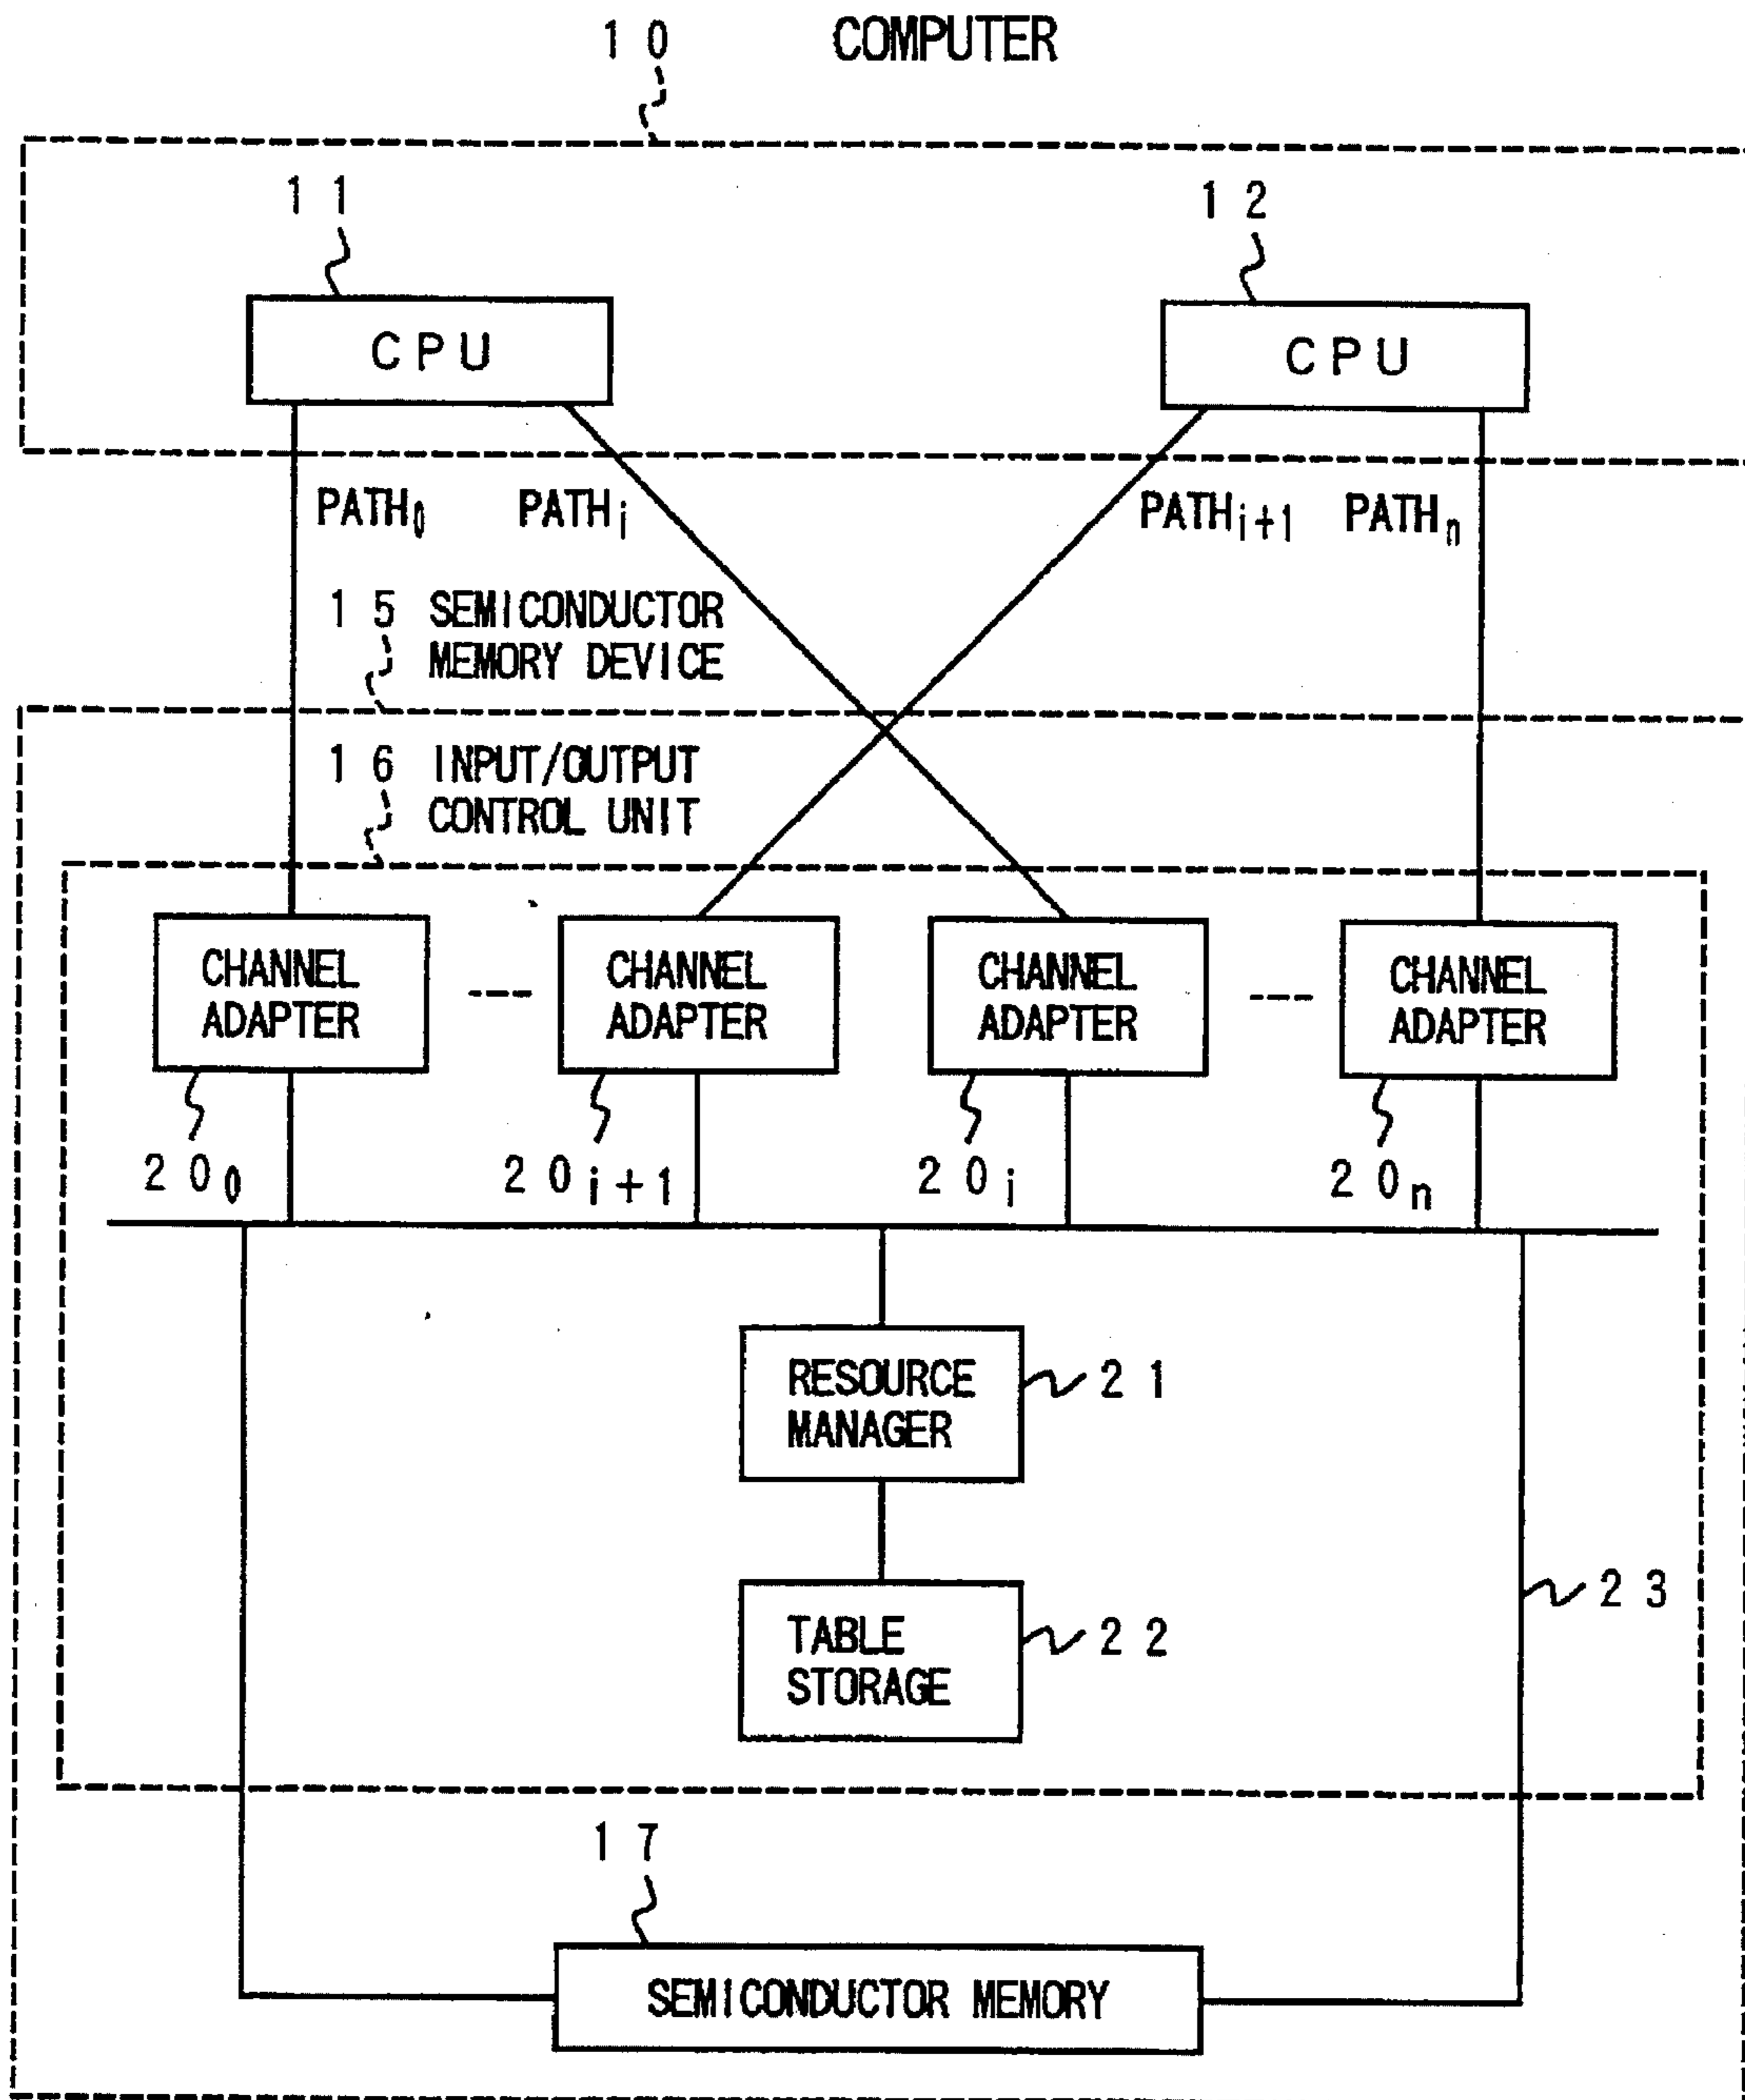 10 COMPUTER
11
12
CPU
CPU
PATH₀ PATHᵢ PATHᵢ₊₁ PATHₙ
15 SEMICONDUCTOR
MEMORY DEVICE
16 INPUT/OUTPUT
CONTROL UNIT
CHANNEL
ADAPTER
CHANNEL
ADAPTER
CHANNEL
ADAPTER
CHANNEL
ADAPTER
20₀ 20ᵢ₊₁ 20ᵢ 20ₙ
RESOURCE
MANAGER
21
TABLE
STORAGE
22
23
17
SEMICONDUCTOR MEMORY